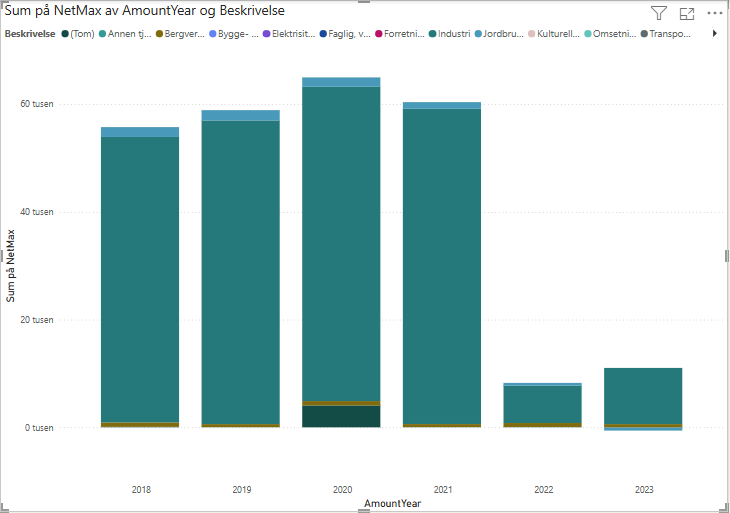 Sum på NetMax av AmountYear og Beskrivelse
Beskrivelse (Tom) Annen tj... Bergver... Bygge- ... Elektrisit... Faglig, v... Forretni... Industri Jordbru... Kulturell... Omsetni... Transpo...
60 tusen
40 tusen
20 tusen
0 tusen
Sum på NetMax
2018 2019 2020 2021 2022 2023
AmountYear